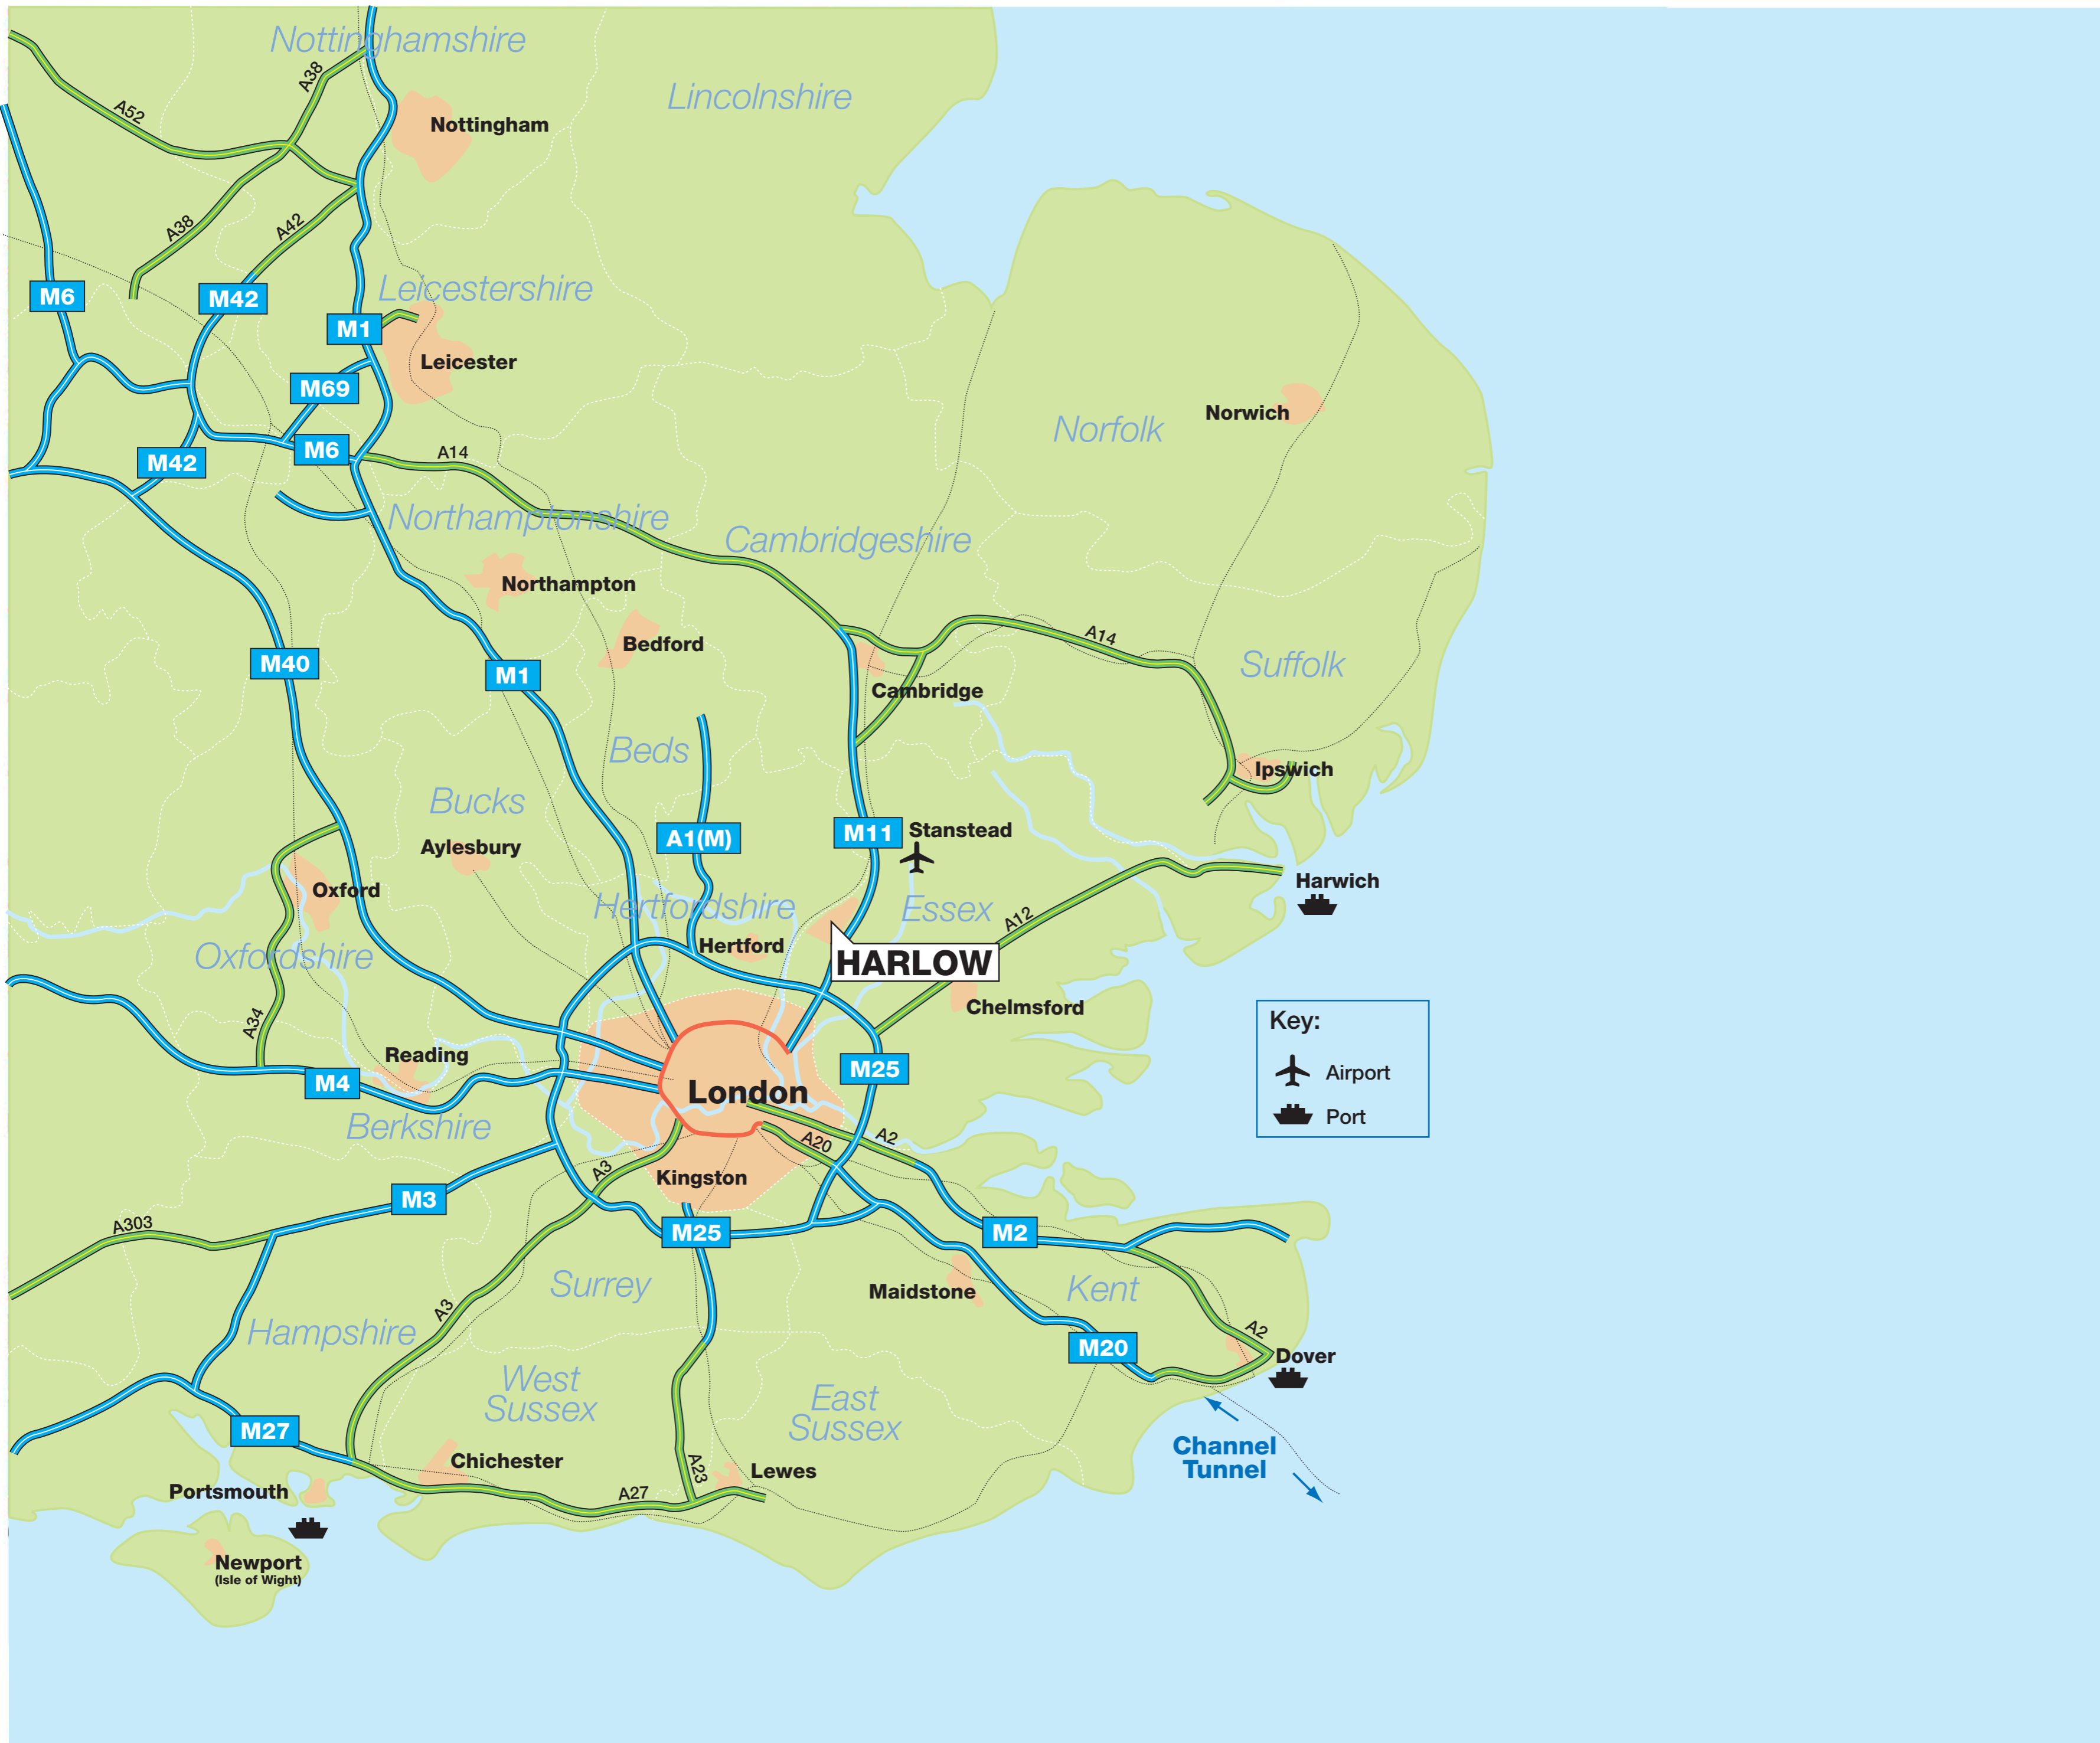 Nottinghamshire
A38
Lincolnshire
A52
Nottingham
A38
A42
M6
M42
Leicestershire
M1
Leicester
M69
Norwich
Norfolk
M6
A14
M42
Northamptonshire
Cambridgeshire
Northampton
A14
Bedford
M40
M1
Suffolk
Cambridge
Beds
Ipswich
Bucks
A1(M)
M11
Stanstead
Aylesbury
Oxford
Harwich
Hertfordshire
Essex
A12
Hertford
Oxfordshire
HARLOW
Chelmsford
Key:
A34
Reading
M4
M25
Airport
London
Port
Berkshire
A20
A2
A3
Kingston
M3
A303
M25
M2
Surrey
Maidstone
Kent
A3
Hampshire
A2
M20
Dover
West
Sussex
East
Sussex
M27
Channel
Tunnel
Chichester
A23
Lewes
Portsmouth
A27
Newport
(Isle of Wight)